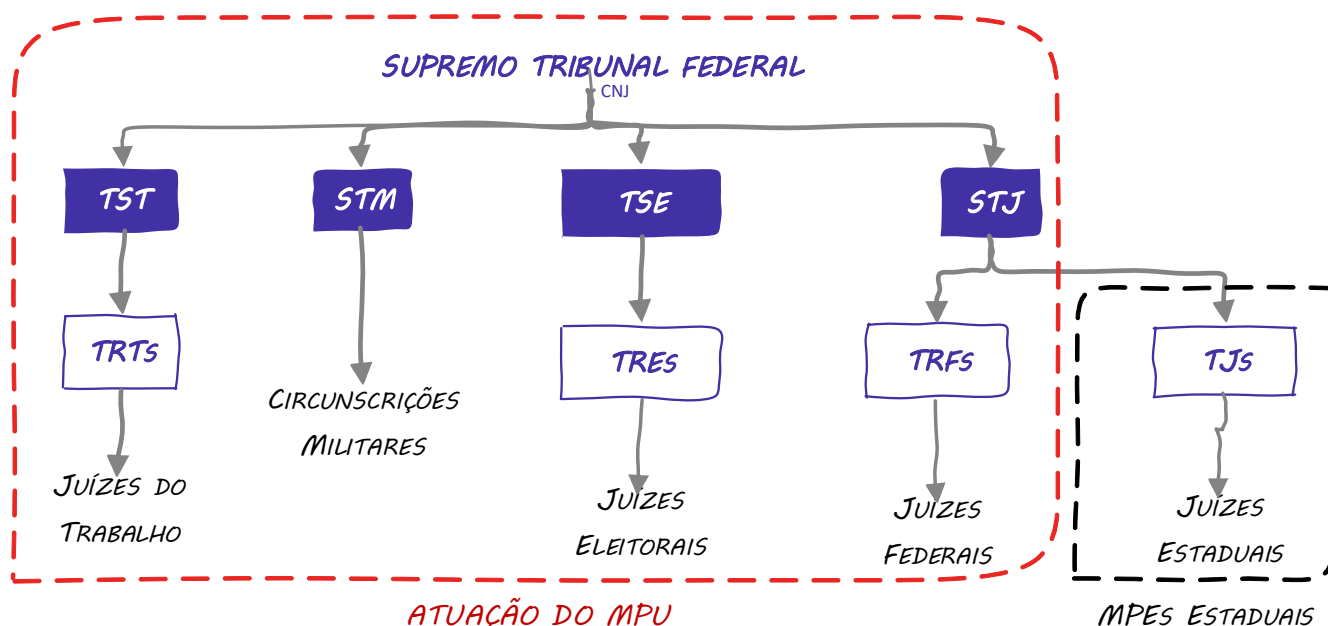 SUPREMO TRIBUNAL FEDERAL
CNJ
TST
STM
TSE
STJ
TRTS
TRES
TRFS
TJS
CIRCUNSCRIÇÕES
MILITARES
JUÍZES DO
TRABALHO
JUÍZES
ELEITORAIS
JUÍZES
FEDERAIS
JUÍZES
ESTADUAIS
ATUAÇÃO DO MPU
MPES ESTADUAIS